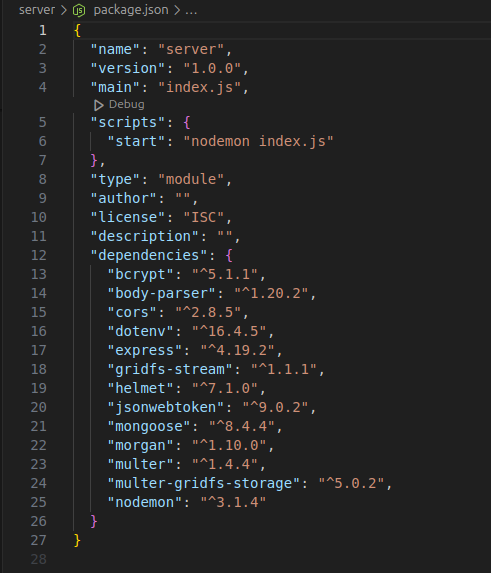 server > package.json > ...
1 {
2 "name": "server",
3 "version": "1.0.0",
4 "main": "index.js",
Debug
5 "scripts": {
6 "start": "nodemon index.js"
7 },
8 "type": "module",
9 "author": "",
10 "license": "ISC",
11 "description": "",
12 "dependencies": {
13 "bcrypt": "^5.1.1",
14 "body-parser": "^1.20.2",
15 "cors": "^2.8.5",
16 "dotenv": "^16.4.5",
17 "express": "^4.19.2",
18 "gridfs-stream": "^1.1.1",
19 "helmet": "^7.1.0",
20 "jsonwebtoken": "^9.0.2",
21 "mongoose": "^8.4.4",
22 "morgan": "^1.10.0",
23 "multer": "^1.4.4",
24 "multer-gridfs-storage": "^5.0.2",
25 "nodemon": "^3.1.4"
26 }
27 }
28